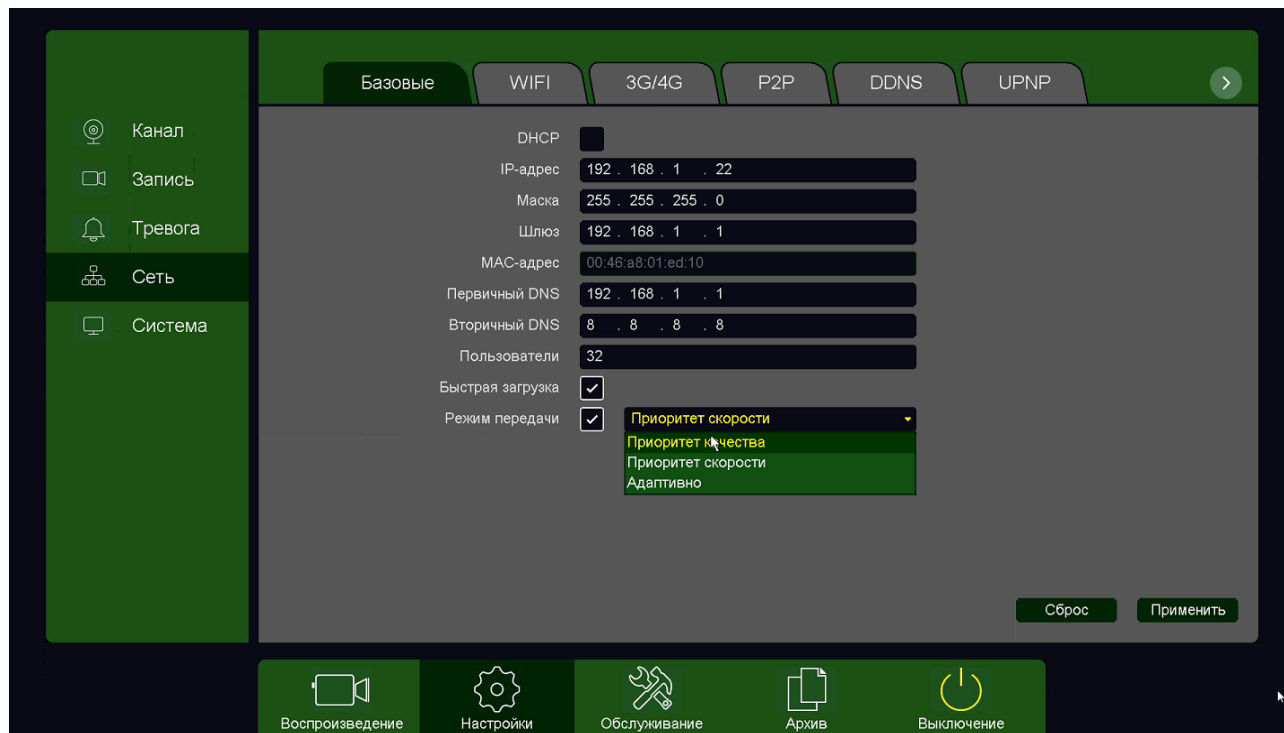 Базовые WIFI 3G/4G P2P DDNS UPNP
Канал
Запись
Тревога
Сеть
Система
DHCP
IP-адрес 192 . 168 . 1 . 22
Маска 255 . 255 . 255 . 0
Шлюз 192 . 168 . 1 . 1
MAC-адрес 00:46:a8:01:ed:10
Первичный DNS 192 . 168 . 1 . 1
Вторичный DNS 8 . 8 . 8 . 8
Пользователи 32
Быстрая загрузка
Режим передачи Приоритет скорости
Приоритет качества
Приоритет скорости
Адаптивно
Сброс Применить
Воспроизведение Настройки Обслуживание Архив Выключение